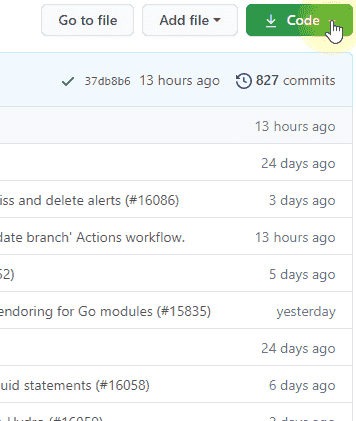 Go to file Add file Code
37db8b6 13 hours ago 827 commits
13 hours ago
24 days ago
iss and delete alerts (#16086) 3 days ago
date branch' Actions workflow. 13 hours ago
52) 5 days ago
endoring for Go modules (#15835) yesterday
24 days ago
uid statements (#16058) 6 days ago